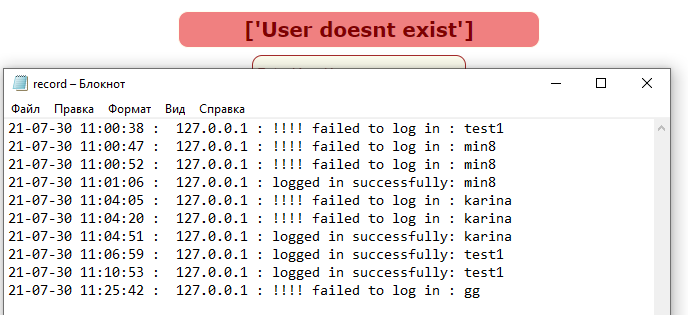 ['User doesnt exist']
record – Блокнот
Файл Правка Формат Вид Справка
21-07-30 11:00:38 :  127.0.0.1 : !!!! failed to log in : test1
21-07-30 11:00:47 :  127.0.0.1 : !!!! failed to log in : min8
21-07-30 11:00:52 :  127.0.0.1 : !!!! failed to log in : min8
21-07-30 11:01:06 :  127.0.0.1 : logged in successfully: min8
21-07-30 11:04:05 :  127.0.0.1 : !!!! failed to log in : karina
21-07-30 11:04:20 :  127.0.0.1 : !!!! failed to log in : karina
21-07-30 11:04:51 :  127.0.0.1 : logged in successfully: karina
21-07-30 11:06:59 :  127.0.0.1 : logged in successfully: test1
21-07-30 11:10:53 :  127.0.0.1 : logged in successfully: test1
21-07-30 11:25:42 :  127.0.0.1 : !!!! failed to log in : gg